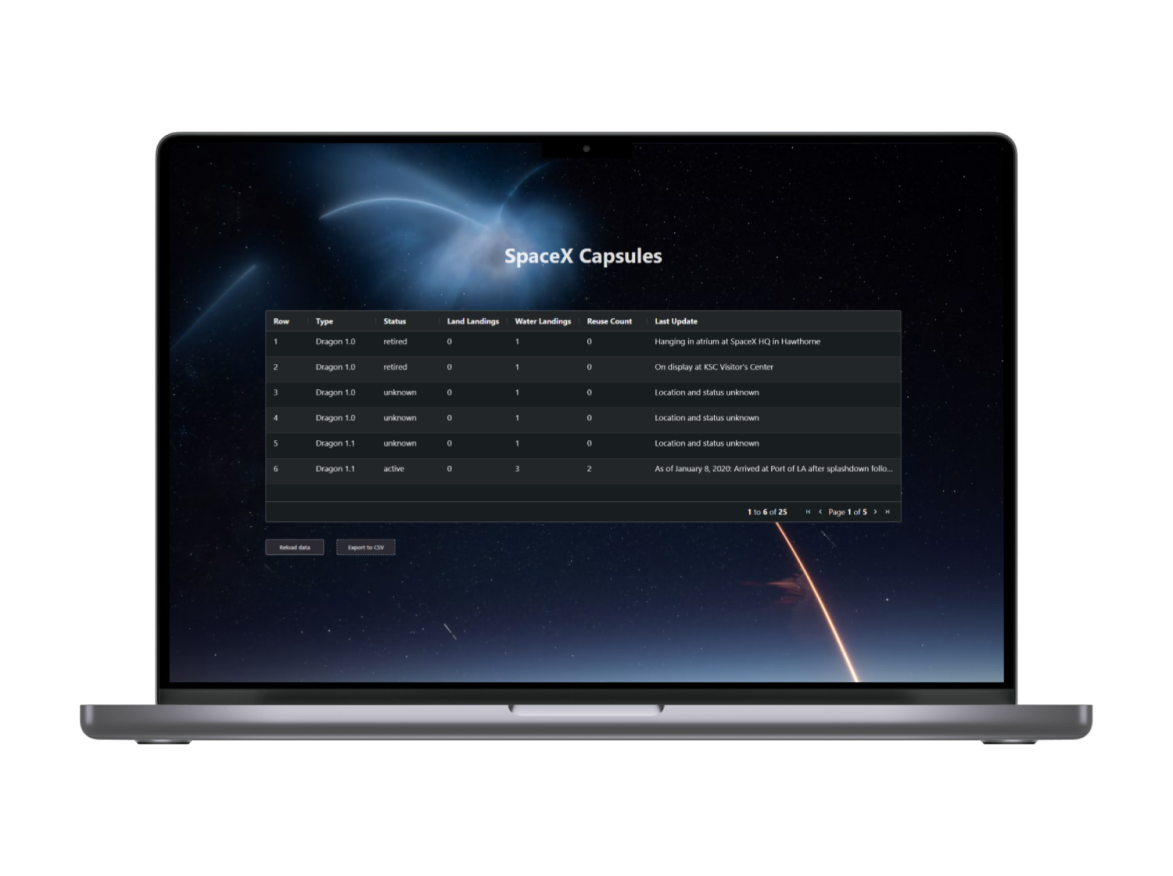 SpaceX Capsules
Row Type Status Land Landings Water Landings Reuse Count Last Update
1 Dragon 1.0 retired 0 1 0 Hanging in atrium at SpaceX HQ in Hawthorne
2 Dragon 1.0 retired 0 1 0 On display at KSC Visitor's Center
3 Dragon 1.0 unknown 0 1 0 Location and status unknown
4 Dragon 1.0 unknown 0 1 0 Location and status unknown
5 Dragon 1.1 unknown 0 1 0 Location and status unknown
6 Dragon 1.1 active 0 3 2 As of January 8, 2020: Arrived at Port of LA after splashdown follo...
1 to 6 of 25 Page 1 of 5
Reload data Export to CSV